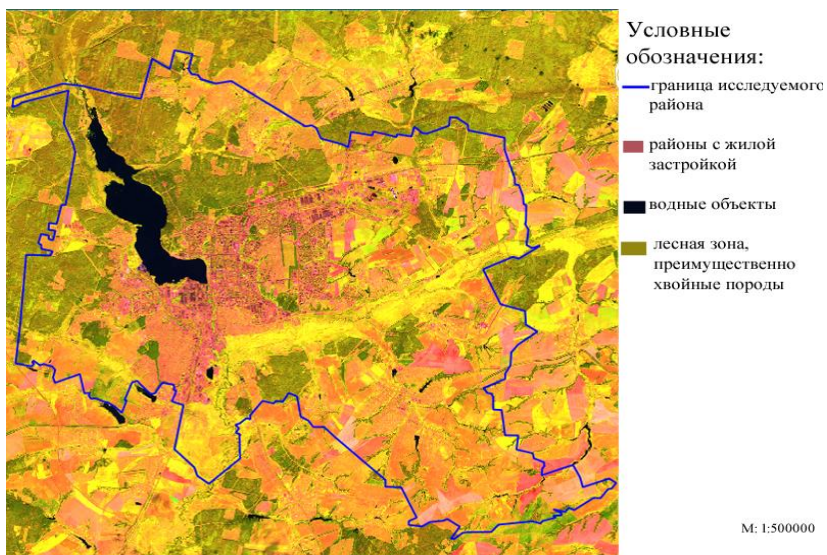 Условные
обозначения:
граница исследуемого
района
районы с жилой
застройкой
водные объекты
лесная зона,
преимущественно
хвойные породы
М: 1:500000